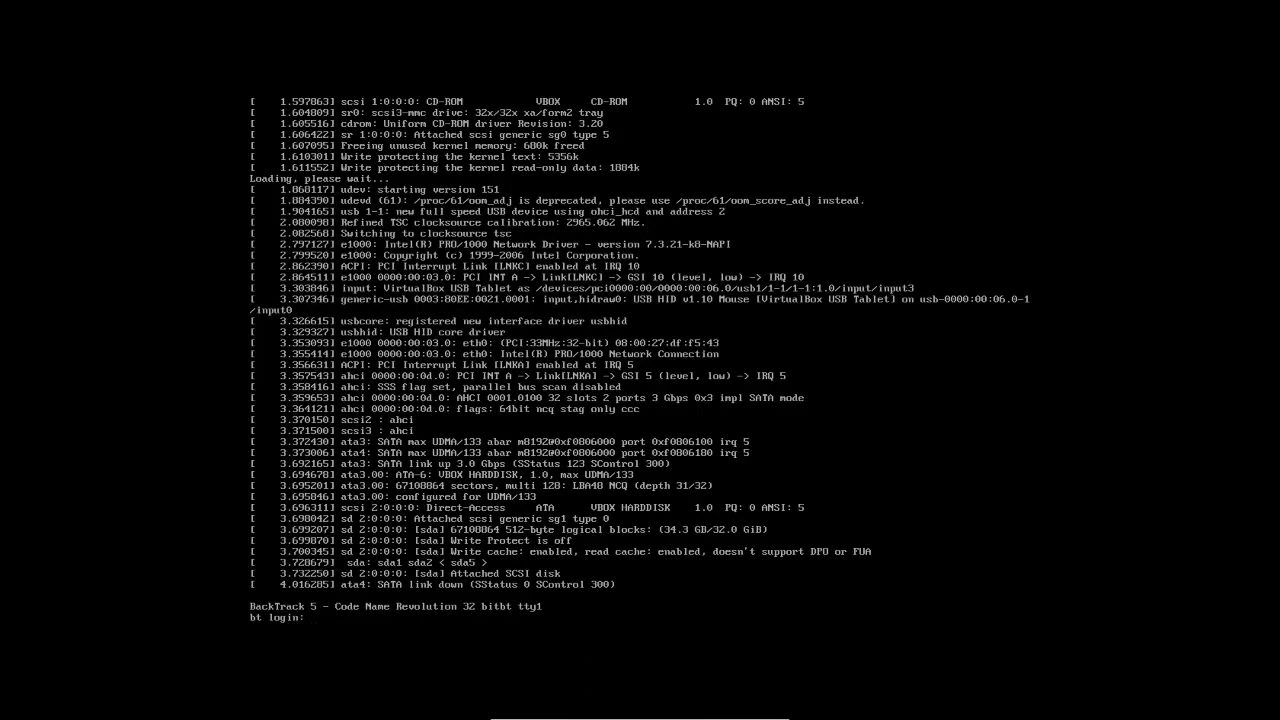 [    1.597863] scsi 1:0:0:0: CD-ROM            VBOX     CD-ROM           1.0  PQ: 0 ANSI: 5
[    1.604809] sr0: scsi3-mmc drive: 32x/32x xa/form2 tray
[    1.605516] cdrom: Uniform CD-ROM driver Revision: 3.20
[    1.606422] sr 1:0:0:0: Attached scsi generic sg0 type 5
[    1.607095] Freeing unused kernel memory: 680k freed
[    1.610301] Write protecting the kernel text: 5356k
[    1.611552] Write protecting the kernel read-only data: 1884k
Loading, please wait...
[    1.868117] udev: starting version 151
[    1.884390] udevd (61): /proc/61/oom_adj is deprecated, please use /proc/61/oom_score_adj instead.
[    1.904165] usb 1-1: new full speed USB device using ohci_hcd and address 2
[    2.080098] Refined TSC clocksource calibration: 2965.062 MHz.
[    2.082568] Switching to clocksource tsc
[    2.797127] e1000: Intel(R) PRO/1000 Network Driver - version 7.3.21-k8-NAPI
[    2.799520] e1000: Copyright (c) 1999-2006 Intel Corporation.
[    2.862390] ACPI: PCI Interrupt Link [LNKC] enabled at IRQ 10
[    2.864511] e1000 0000:00:03.0: PCI INT A -> Link[LNKC] -> GSI 10 (level, low) -> IRQ 10
[    3.303846] input: VirtualBox USB Tablet as /devices/pci0000:00/0000:00:06.0/usb1/1-1/1-1:1.0/input/input3
[    3.307346] generic-usb 0003:80EE:0021.0001: input,hidraw0: USB HID v1.10 Mouse [VirtualBox USB Tablet] on usb-0000:00:06.0-1
/input0
[    3.326615] usbcore: registered new interface driver usbhid
[    3.329327] usbhid: USB HID core driver
[    3.353093] e1000 0000:00:03.0: eth0: (PCI:33MHz:32-bit) 08:00:27:df:f5:43
[    3.355414] e1000 0000:00:03.0: eth0: Intel(R) PRO/1000 Network Connection
[    3.356631] ACPI: PCI Interrupt Link [LNKA] enabled at IRQ 5
[    3.357543] ahci 0000:00:0d.0: PCI INT A -> Link[LNKA] -> GSI 5 (level, low) -> IRQ 5
[    3.358416] ahci: SSS flag set, parallel bus scan disabled
[    3.359653] ahci 0000:00:0d.0: AHCI 0001.0100 32 slots 2 ports 3 Gbps 0x3 impl SATA mode
[    3.364121] ahci 0000:00:0d.0: flags: 64bit ncq stag only ccc
[    3.370150] scsi2 : ahci
[    3.371500] scsi3 : ahci
[    3.372430] ata3: SATA max UDMA/133 abar m8192@0xf0806000 port 0xf0806100 irq 5
[    3.373006] ata4: SATA max UDMA/133 abar m8192@0xf0806000 port 0xf0806180 irq 5
[    3.692165] ata3: SATA link up 3.0 Gbps (SStatus 123 SControl 300)
[    3.694678] ata3.00: ATA-6: VBOX HARDDISK, 1.0, max UDMA/133
[    3.695201] ata3.00: 67108864 sectors, multi 128: LBA48 NCQ (depth 31/32)
[    3.695846] ata3.00: configured for UDMA/133
[    3.696311] scsi 2:0:0:0: Direct-Access     ATA      VBOX HARDDISK    1.0  PQ: 0 ANSI: 5
[    3.698042] sd 2:0:0:0: Attached scsi generic sg1 type 0
[    3.699207] sd 2:0:0:0: [sda] 67108864 512-byte logical blocks: (34.3 GB/32.0 GiB)
[    3.699870] sd 2:0:0:0: [sda] Write Protect is off
[    3.700345] sd 2:0:0:0: [sda] Write cache: enabled, read cache: enabled, doesn't support DPO or FUA
[    3.728679]  sda: sda1 sda2 < sda5 >
[    3.732250] sd 2:0:0:0: [sda] Attached SCSI disk
[    4.016285] ata4: SATA link down (SStatus 0 SControl 300)
BackTrack 5 - Code Name Revolution 32 bitbt tty1
bt login: